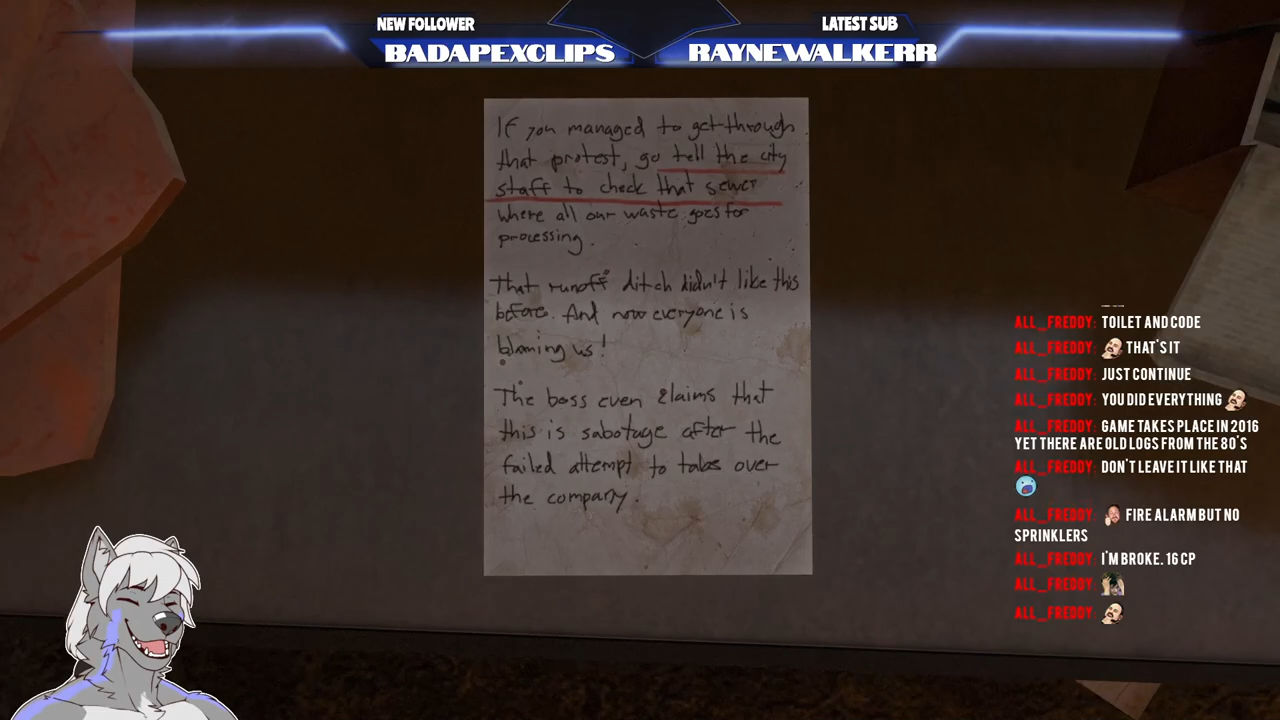 NEW FOLLOWER
BADAPEXCLIPS
LATEST SUB
RAYNEWALKERR
If you managed to get through
that protest, go tell the city
staff to check that sewer
where all our waste goes for
processing.
That runoff ditch didn't like this
before. And now everyone is
blaming us!
The boss even claims that
this is sabotage after the
failed attempt to take over
the company.
ALL_FREDDY: TOILET AND CODE
ALL_FREDDY: THAT'S IT
ALL_FREDDY: JUST CONTINUE
ALL_FREDDY: YOU DID EVERYTHING
ALL_FREDDY: GAME TAKES PLACE IN 2016
YET THERE ARE OLD LOGS FROM THE 80'S
ALL_FREDDY: DON'T LEAVE IT LIKE THAT
ALL_FREDDY: FIRE ALARM BUT NO
SPRINKLERS
ALL_FREDDY: I'M BROKE. 16 CP
ALL_FREDDY:
ALL_FREDDY: